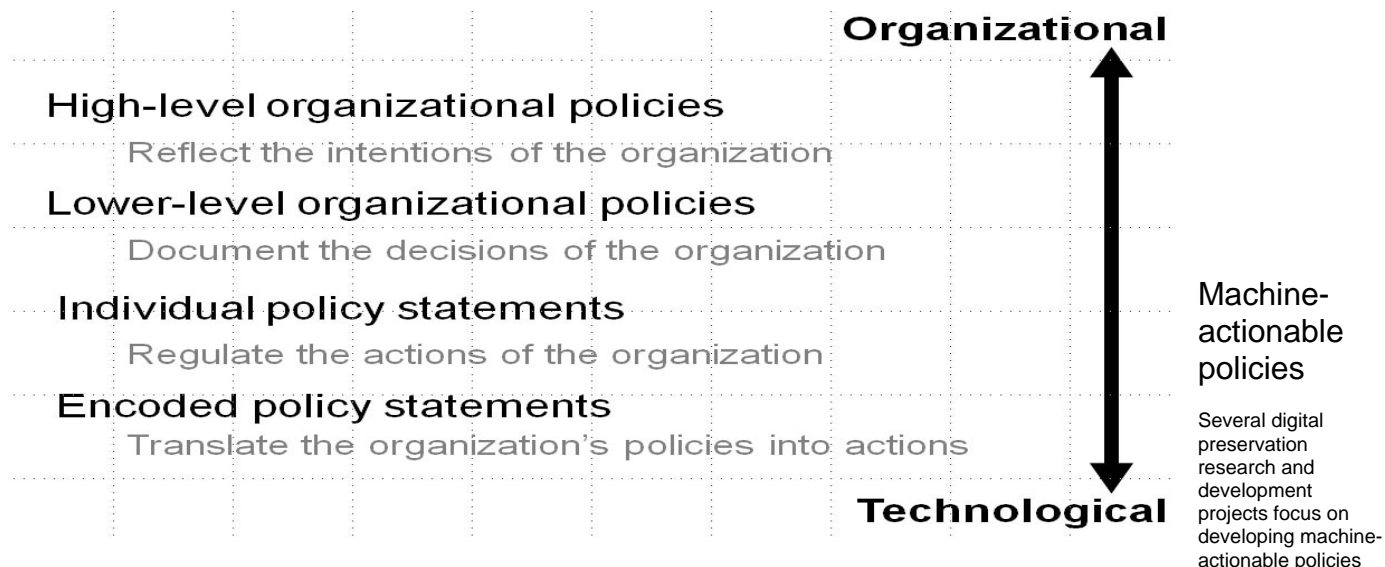 Organizational
High-level organizational policies
Reflect the intentions of the organization
Lower-level organizational policies
Document the decisions of the organization
Individual policy statements
Regulate the actions of the organization
Encoded policy statements
Translate the organization's policies into actions
Technological
Machine-
actionable
policies
Several digital
preservation
research and
development
projects focus on
developing machine-
actionable policies